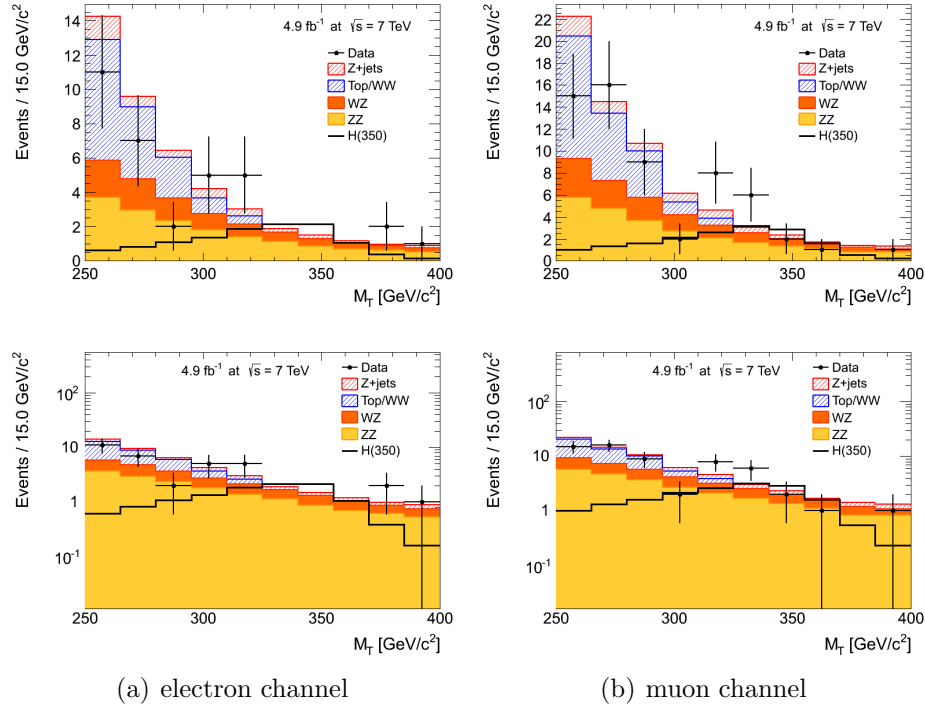 Events / 15.0 GeV/c²
14
12
10
8
6
4
2
0
4.9 fb⁻¹ at √s = 7 TeV
Data
Z+jets
Top/WW
WZ
ZZ
H(350)
250
300
350
400
M_T [GeV/c²]
Events / 15.0 GeV/c²
22
20
18
16
14
12
10
8
6
4
2
0
4.9 fb⁻¹ at √s = 7 TeV
Data
Z+jets
Top/WW
WZ
ZZ
H(350)
250
300
350
400
M_T [GeV/c²]
Events / 15.0 GeV/c²
10²
10
1
10⁻¹
4.9 fb⁻¹ at √s = 7 TeV
Data
Z+jets
Top/WW
WZ
ZZ
H(350)
250
300
350
400
M_T [GeV/c²]
Events / 15.0 GeV/c²
10²
10
1
10⁻¹
4.9 fb⁻¹ at √s = 7 TeV
Data
Z+jets
Top/WW
WZ
ZZ
H(350)
250
300
350
400
M_T [GeV/c²]
(a) electron channel
(b) muon channel